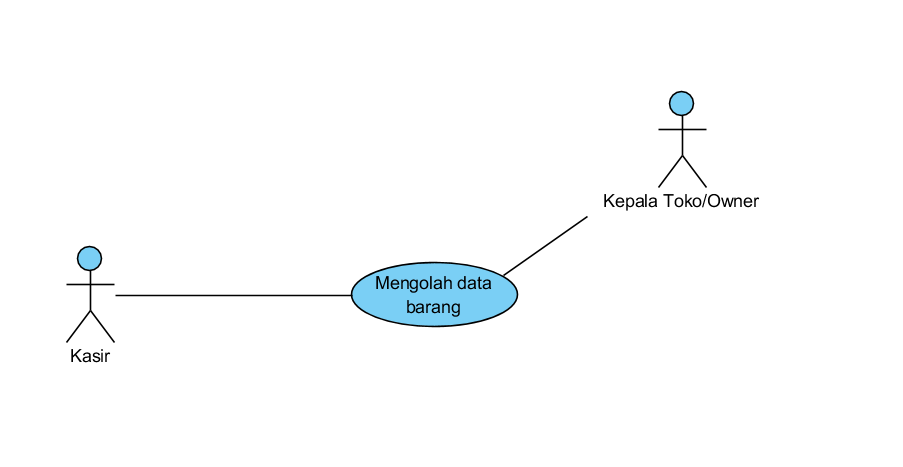 Kepala Toko/Owner
Mengolah data
barang
Kasir